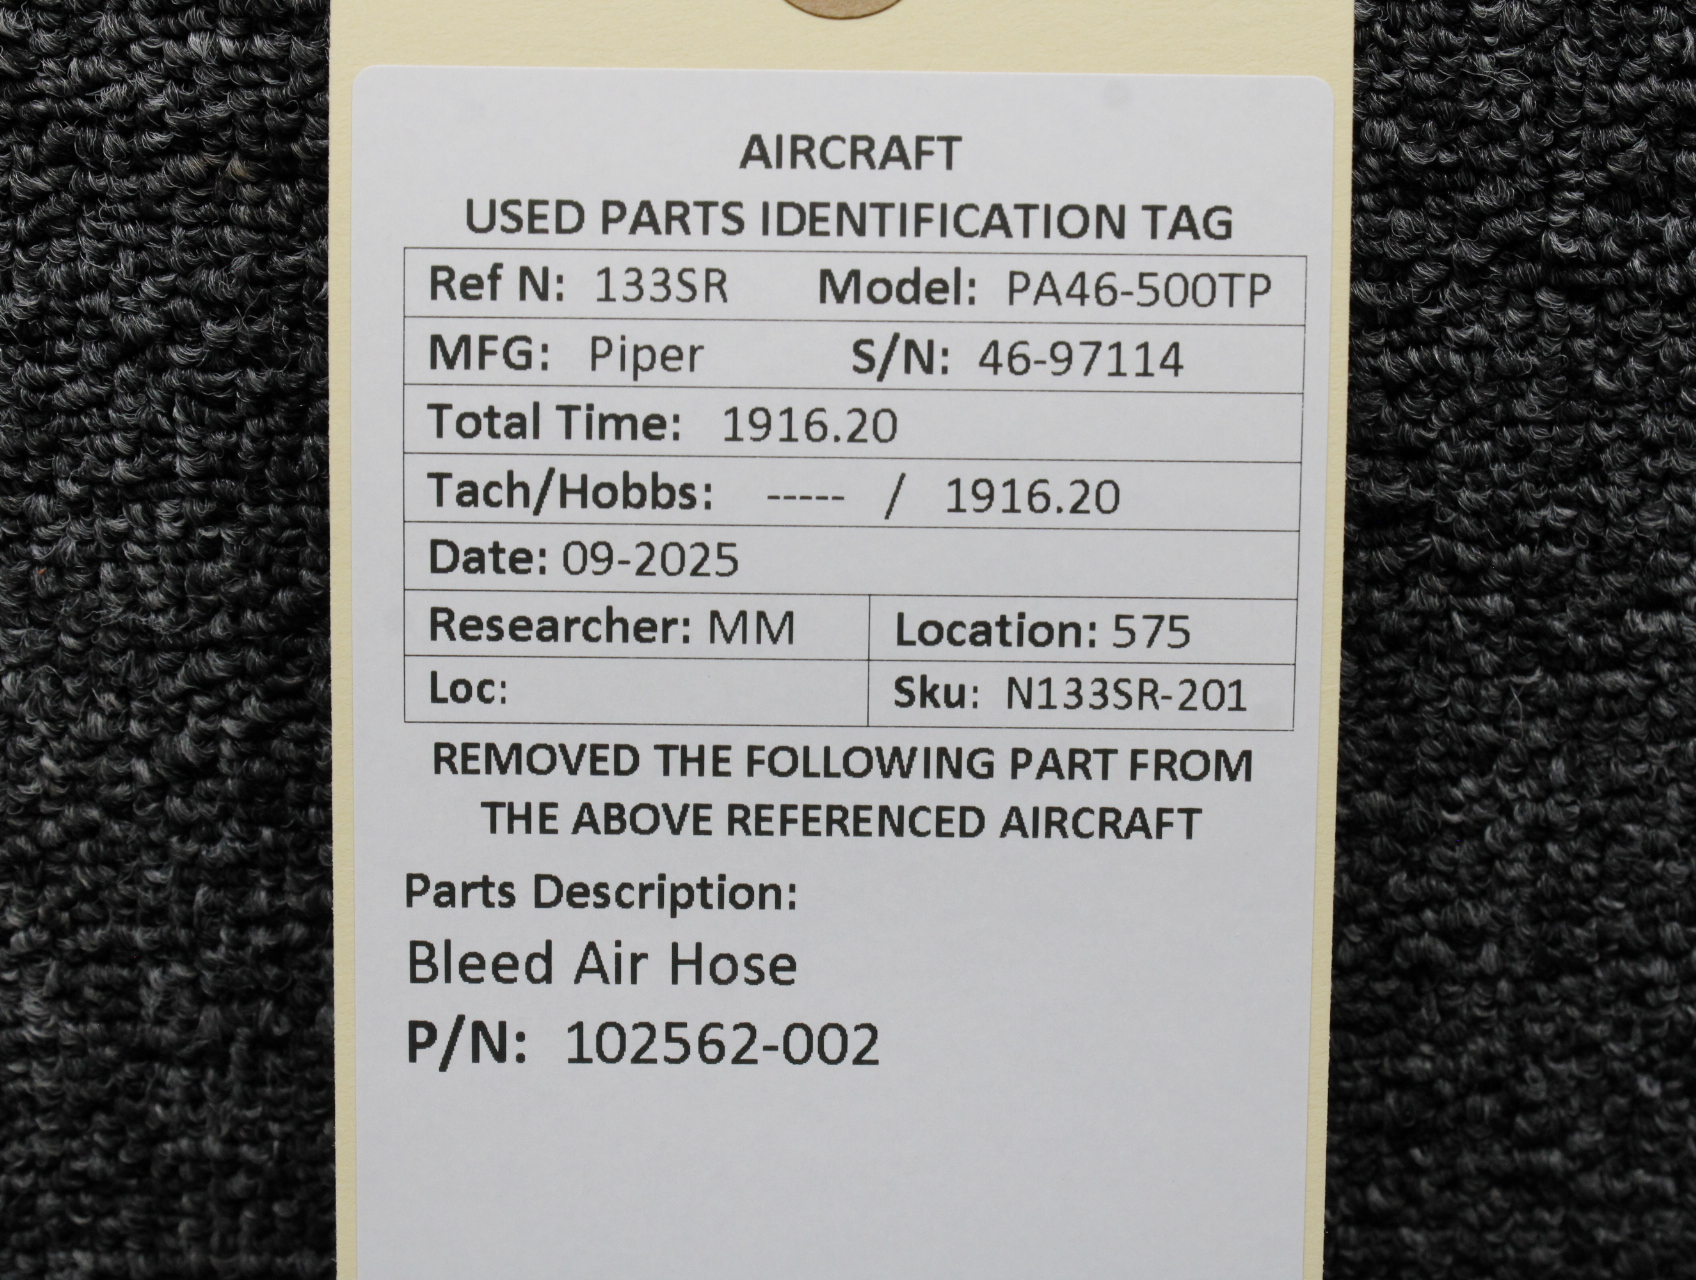 AIRCRAFT
USED PARTS IDENTIFICATION TAG
Ref N: 133SR Model: PA46-500TP
MFG: Piper S/N: 46-97114
Total Time: 1916.20
Tach/Hobbs: ----- / 1916.20
Date: 09-2025
Researcher: MM Location: 575
Loc: Sku: N133SR-201
REMOVED THE FOLLOWING PART FROM
THE ABOVE REFERENCED AIRCRAFT
Parts Description:
Bleed Air Hose
P/N: 102562-002